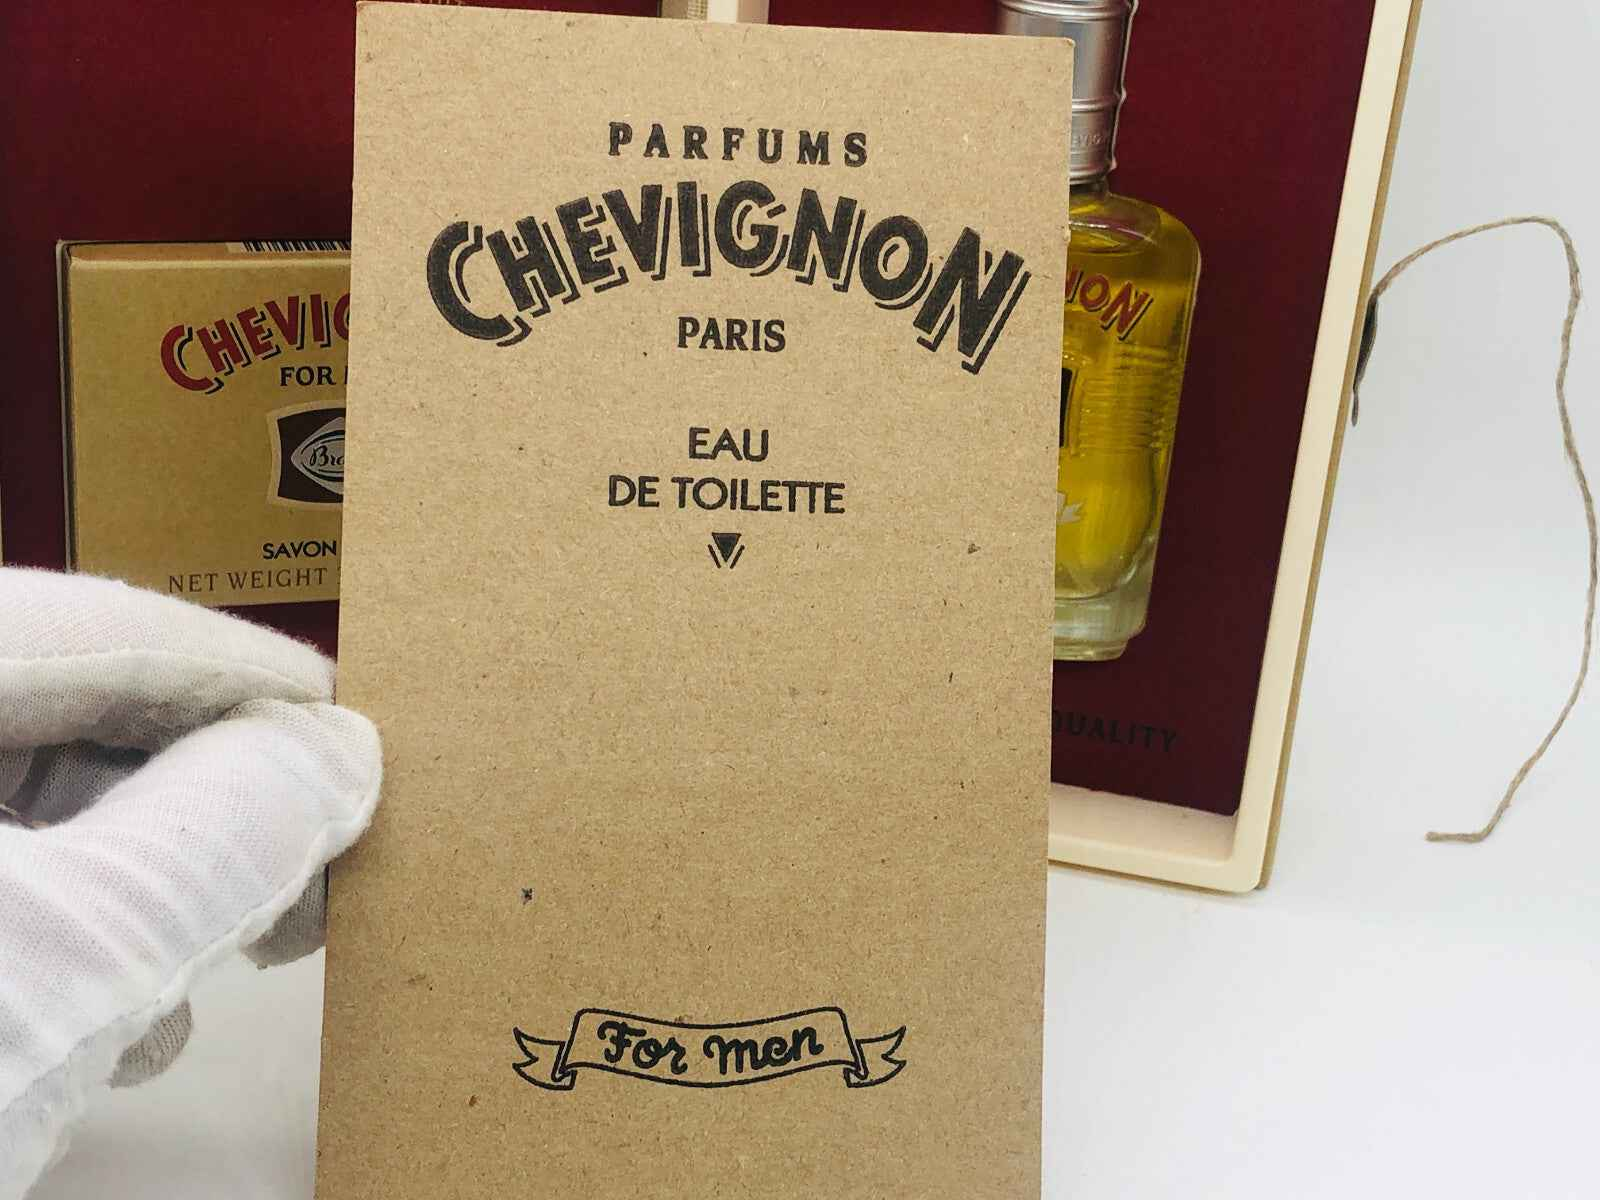 PARFUMS
CHEVIGNON
PARIS
EAU
DE TOILETTE
For men
CHEVIG
FOR
SAVON
NET WEIGHT
NON
QUALITY